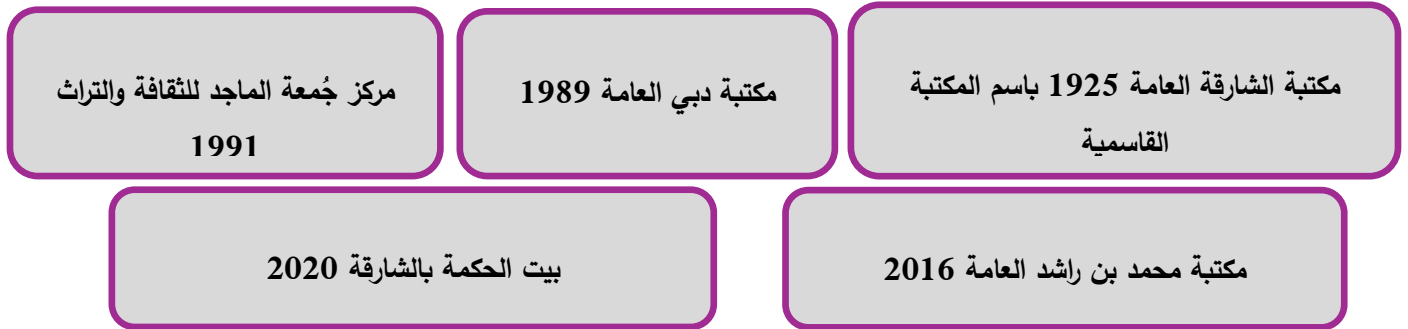 مكتبة الشارقة العامة 1925 باسم المكتبة
القاسمية
مكتبة دبي العامة 1989
مركز جُمعة الماجد للثقافة والتراث
1991
مكتبة محمد بن راشد العامة 2016
بيت الحكمة بالشارقة 2020